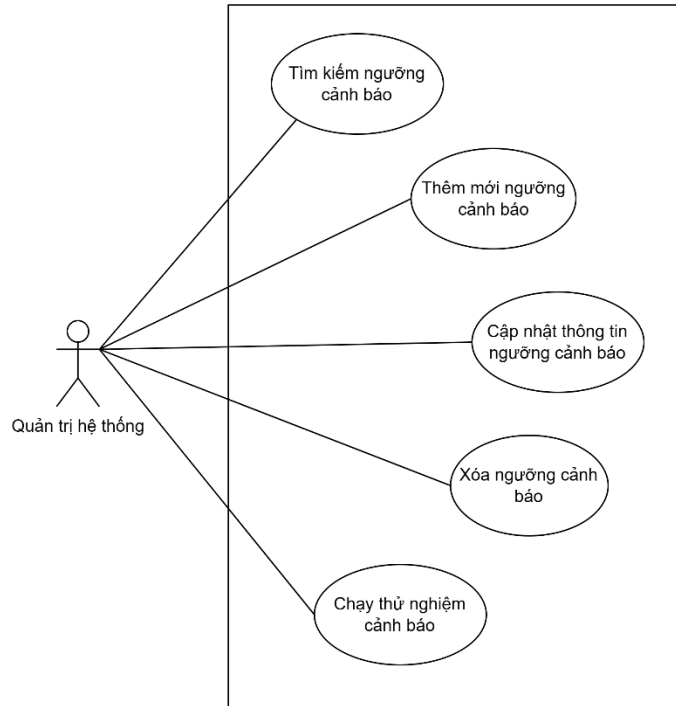 Tìm kiếm ngưỡng
cảnh báo
Thêm mới ngưỡng
cảnh báo
Cập nhật thông tin
ngưỡng cảnh báo
Quản trị hệ thống
Xóa ngưỡng cảnh
báo
Chạy thử nghiệm
cảnh báo